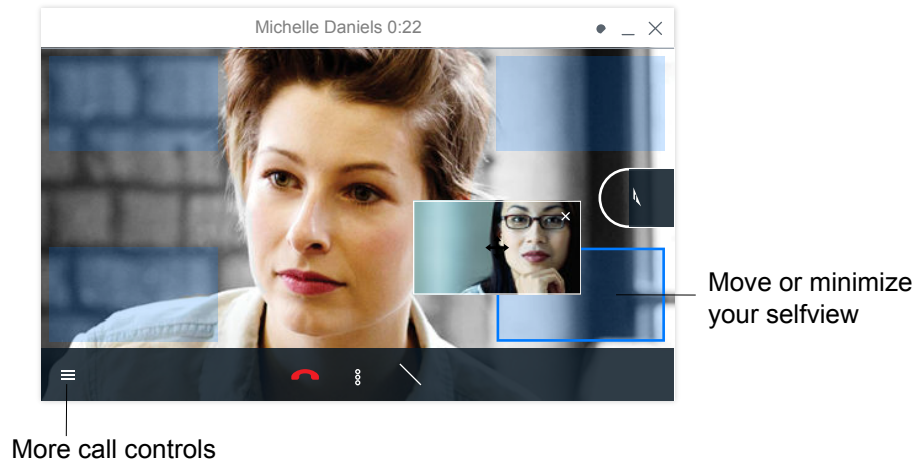 Michelle Daniels 0:22
Move or minimize
your selfview
More call controls